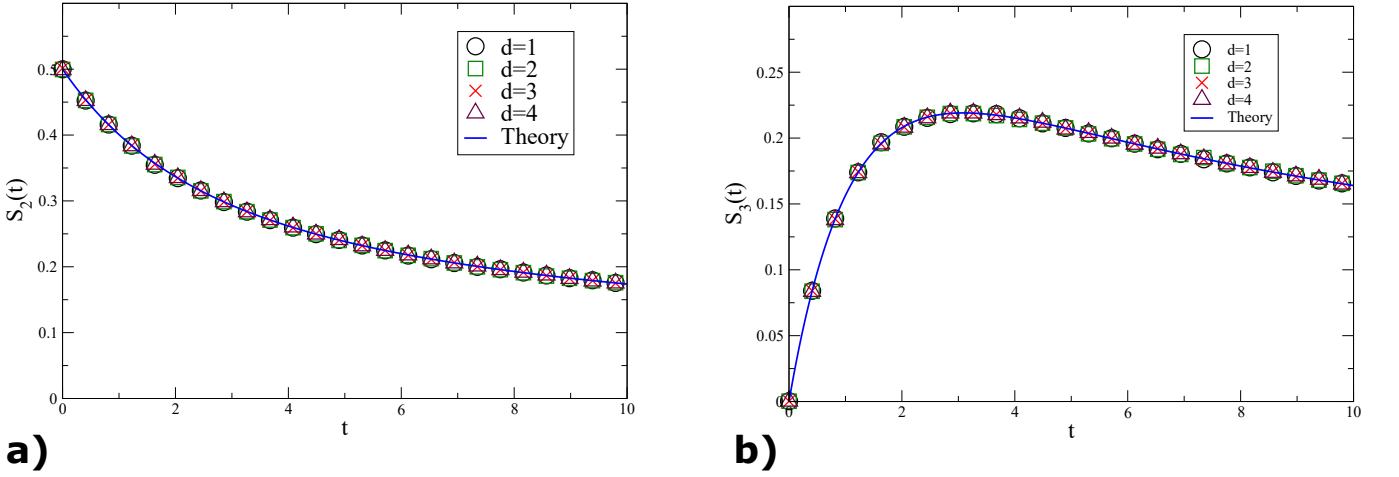 0.5
0.4
0.3
0.2
0.1
0
S2(t)
0 2 4 6 8 10
t
d=1
d=2
d=3
d=4
Theory
a)
0.25
0.2
0.15
0.1
0.05
0
S3(t)
0 2 4 6 8 10
t
d=1
d=2
d=3
d=4
Theory
b)